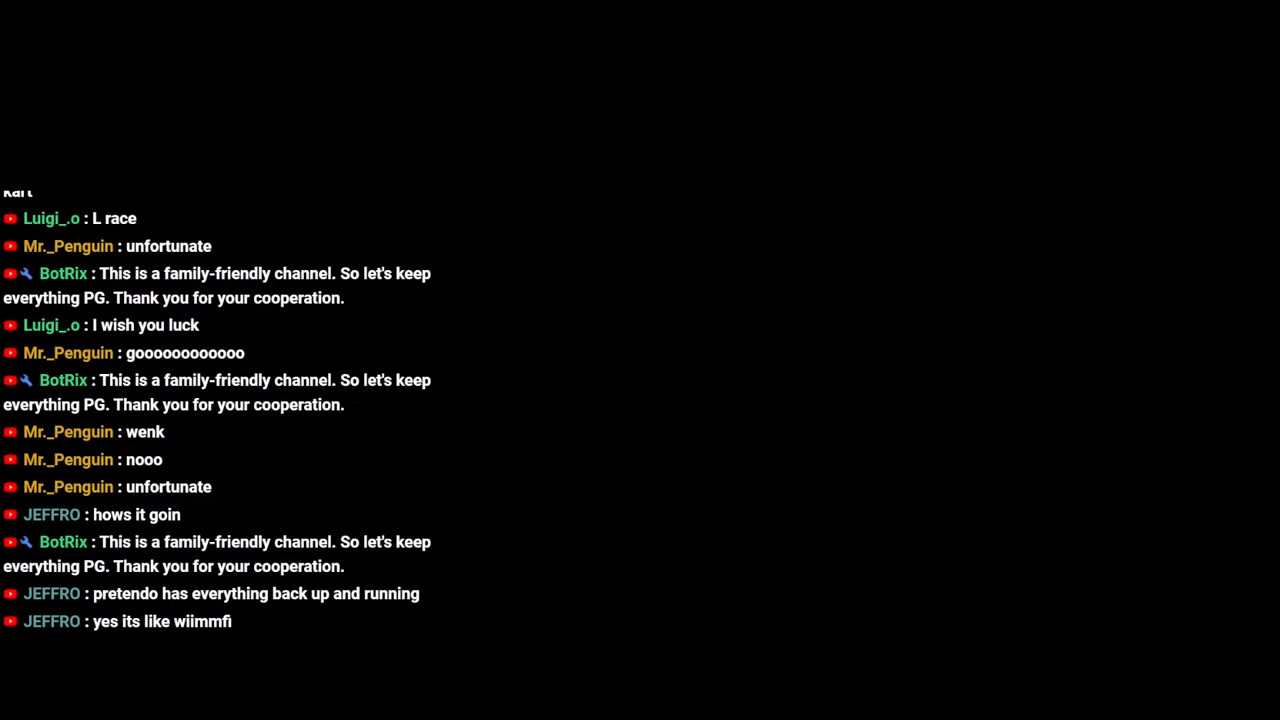 kart
Luigi_.o : L race
Mr._Penguin : unfortunate
BotRix : This is a family-friendly channel. So let's keep
everything PG. Thank you for your cooperation.
Luigi_.o : I wish you luck
Mr._Penguin : goooooooooooo
BotRix : This is a family-friendly channel. So let's keep
everything PG. Thank you for your cooperation.
Mr._Penguin : wenk
Mr._Penguin : nooo
Mr._Penguin : unfortunate
JEFFRO : hows it goin
BotRix : This is a family-friendly channel. So let's keep
everything PG. Thank you for your cooperation.
JEFFRO : pretendo has everything back up and running
JEFFRO : yes its like wiimmfi